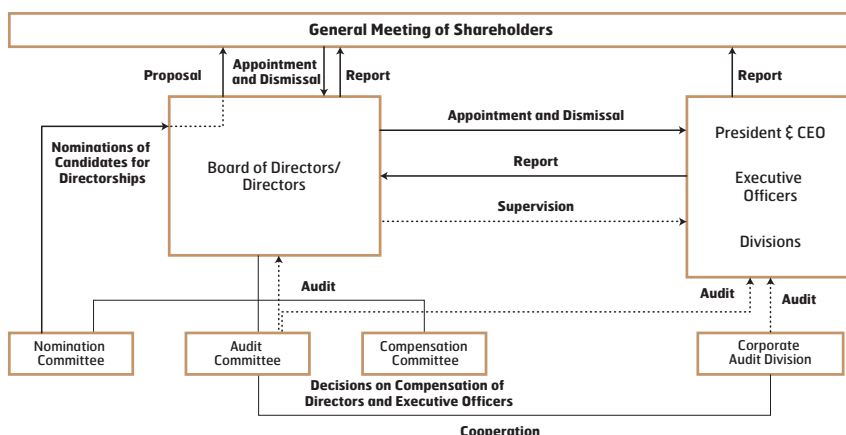 General Meeting of Shareholders
Proposal
Appointment
and Dismissal
Report
Report
Nominations of
Candidates for
Directorships
Board of Directors/
Directors
Appointment and Dismissal
Report
Supervision
President & CEO
Executive
Officers
Divisions
Audit
Audit
Audit
Nomination
Committee
Audit
Committee
Compensation
Committee
Corporate
Audit Division
Decisions on Compensation of
Directors and Executive Officers
Cooperation